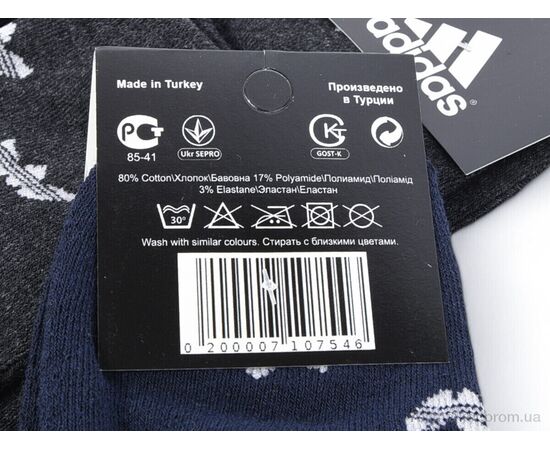 adidas
Made in Turkey
Произведено
в Турции
РСТ
85-41
Ukr SEPRO
GOST-K
80% Cotton\Хлопок\Бавовна 17% Polyamide\Полиамид\Поліамід
3% Elastane\Эластан\Еластан
30°
Wash with similar colours. Стирать с близкими цветами.
0 200007 107546
prom.ua